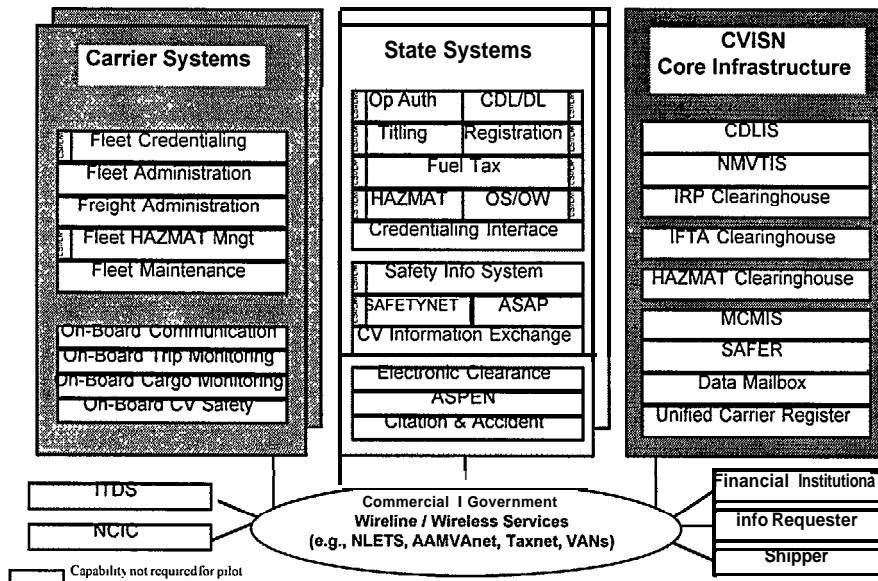 Carrier Systems
Fleet Credentialing
Fleet Administration
Freight Administration
Fleet HAZMAT Mngt
Fleet Maintenance
On-Board Communication
On-Board Trip Monitoring
On-Board Cargo Monitoring
On-Board CV Safety
State Systems
Op Auth CDL/DL
Titling Registration
Fuel Tax
HAZMAT OS/OW
Credentialing Interface
Safety Info System
SAFETYNET ASAP
CV Information Exchange
Electronic Clearance
ASPEN
Citation & Accident
CVISN
Core Infrastructure
CDLIS
NMVTIS
IRP Clearinghouse
IFTA Clearinghouse
HAZMAT Clearinghouse
MCMIS
SAFER
Data Mailbox
Unified Carrier Register
ITDS
NCIC
Commercial I Government
Wireline / Wireless Services
(e.g., NLETS, AAMVAnet, Taxnet, VANs)
Financial Institutiona
info Requester
Shipper
Capability not required for pilot